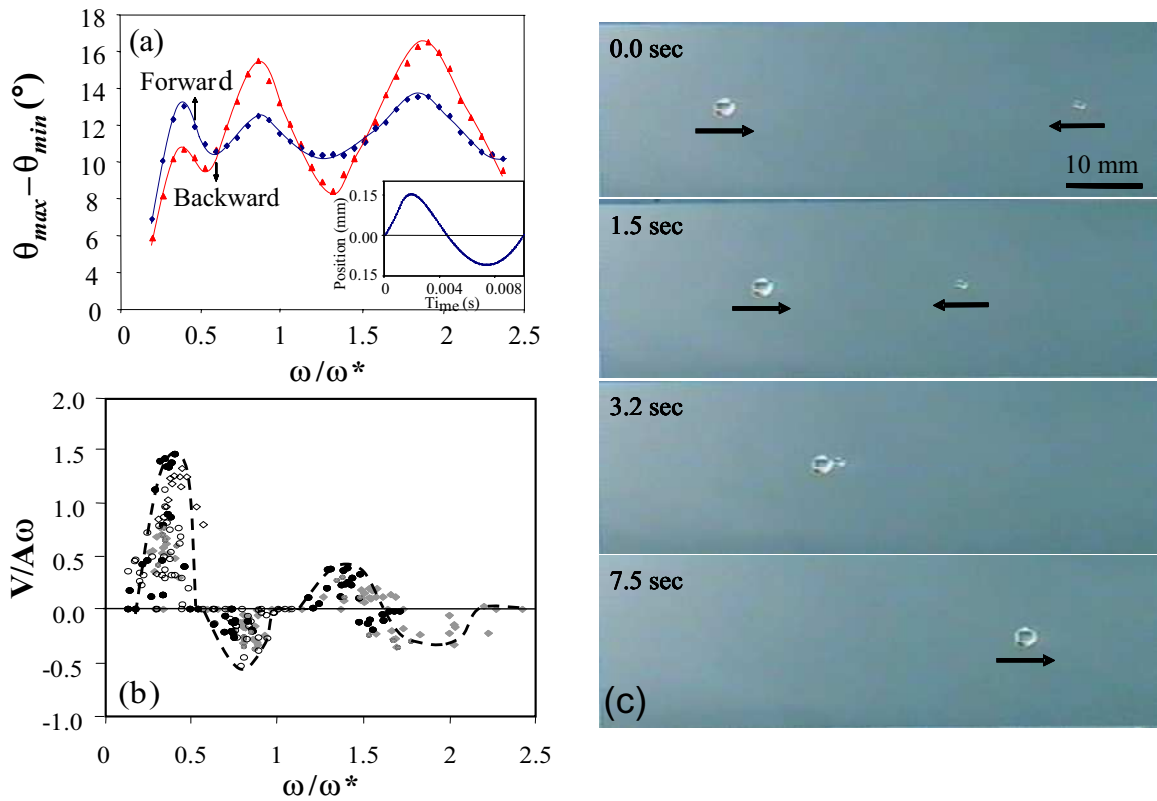 18
16
14
12
10
8
6
4
2
0
θmax−θmin (°)
(a)
Forward
Backward
0.15
0.00
0.15
Position (mm)
0 0.004 0.008
Time (s)
0 0.5 1 1.5 2 2.5
ω/ω*
2.0
1.5
1.0
0.5
0.0
-0.5
-1.0
V/Aω
(b)
0 0.5 1 1.5 2 2.5
ω/ω*
0.0 sec
10 mm
1.5 sec
3.2 sec
7.5 sec
(c)